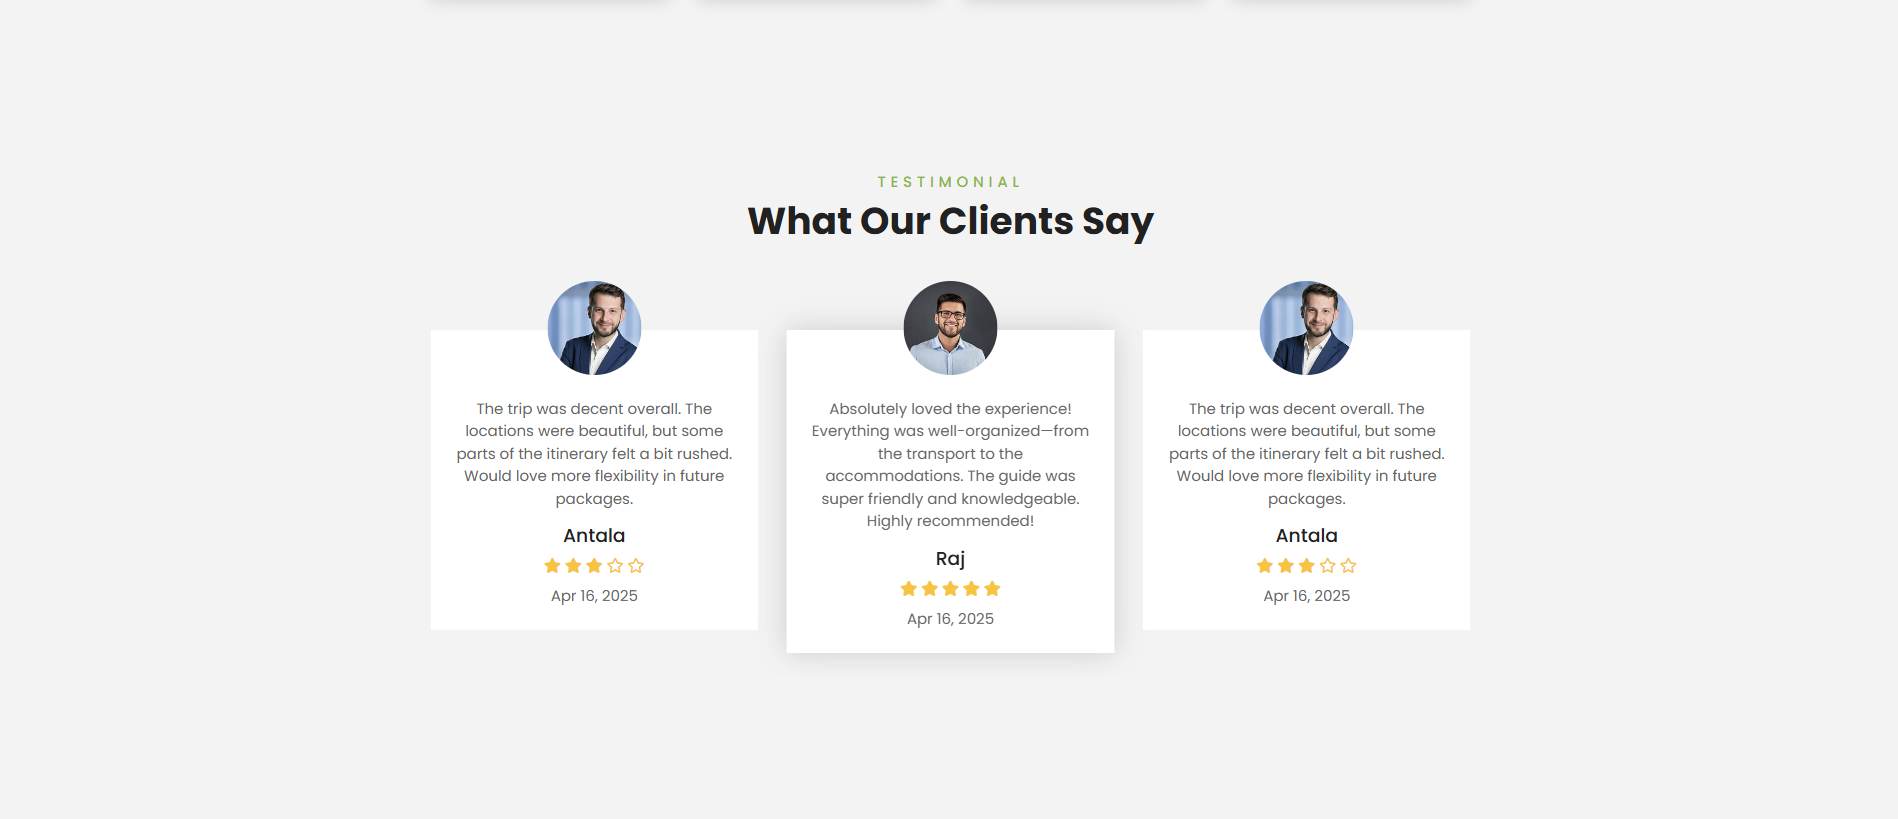 TESTIMONIAL
What Our Clients Say
The trip was decent overall. The
locations were beautiful, but some
parts of the itinerary felt a bit rushed.
Would love more flexibility in future
packages.
Antala
Apr 16, 2025
Absolutely loved the experience!
Everything was well-organized—from
the transport to the
accommodations. The guide was
super friendly and knowledgeable.
Highly recommended!
Raj
Apr 16, 2025
The trip was decent overall. The
locations were beautiful, but some
parts of the itinerary felt a bit rushed.
Would love more flexibility in future
packages.
Antala
Apr 16, 2025